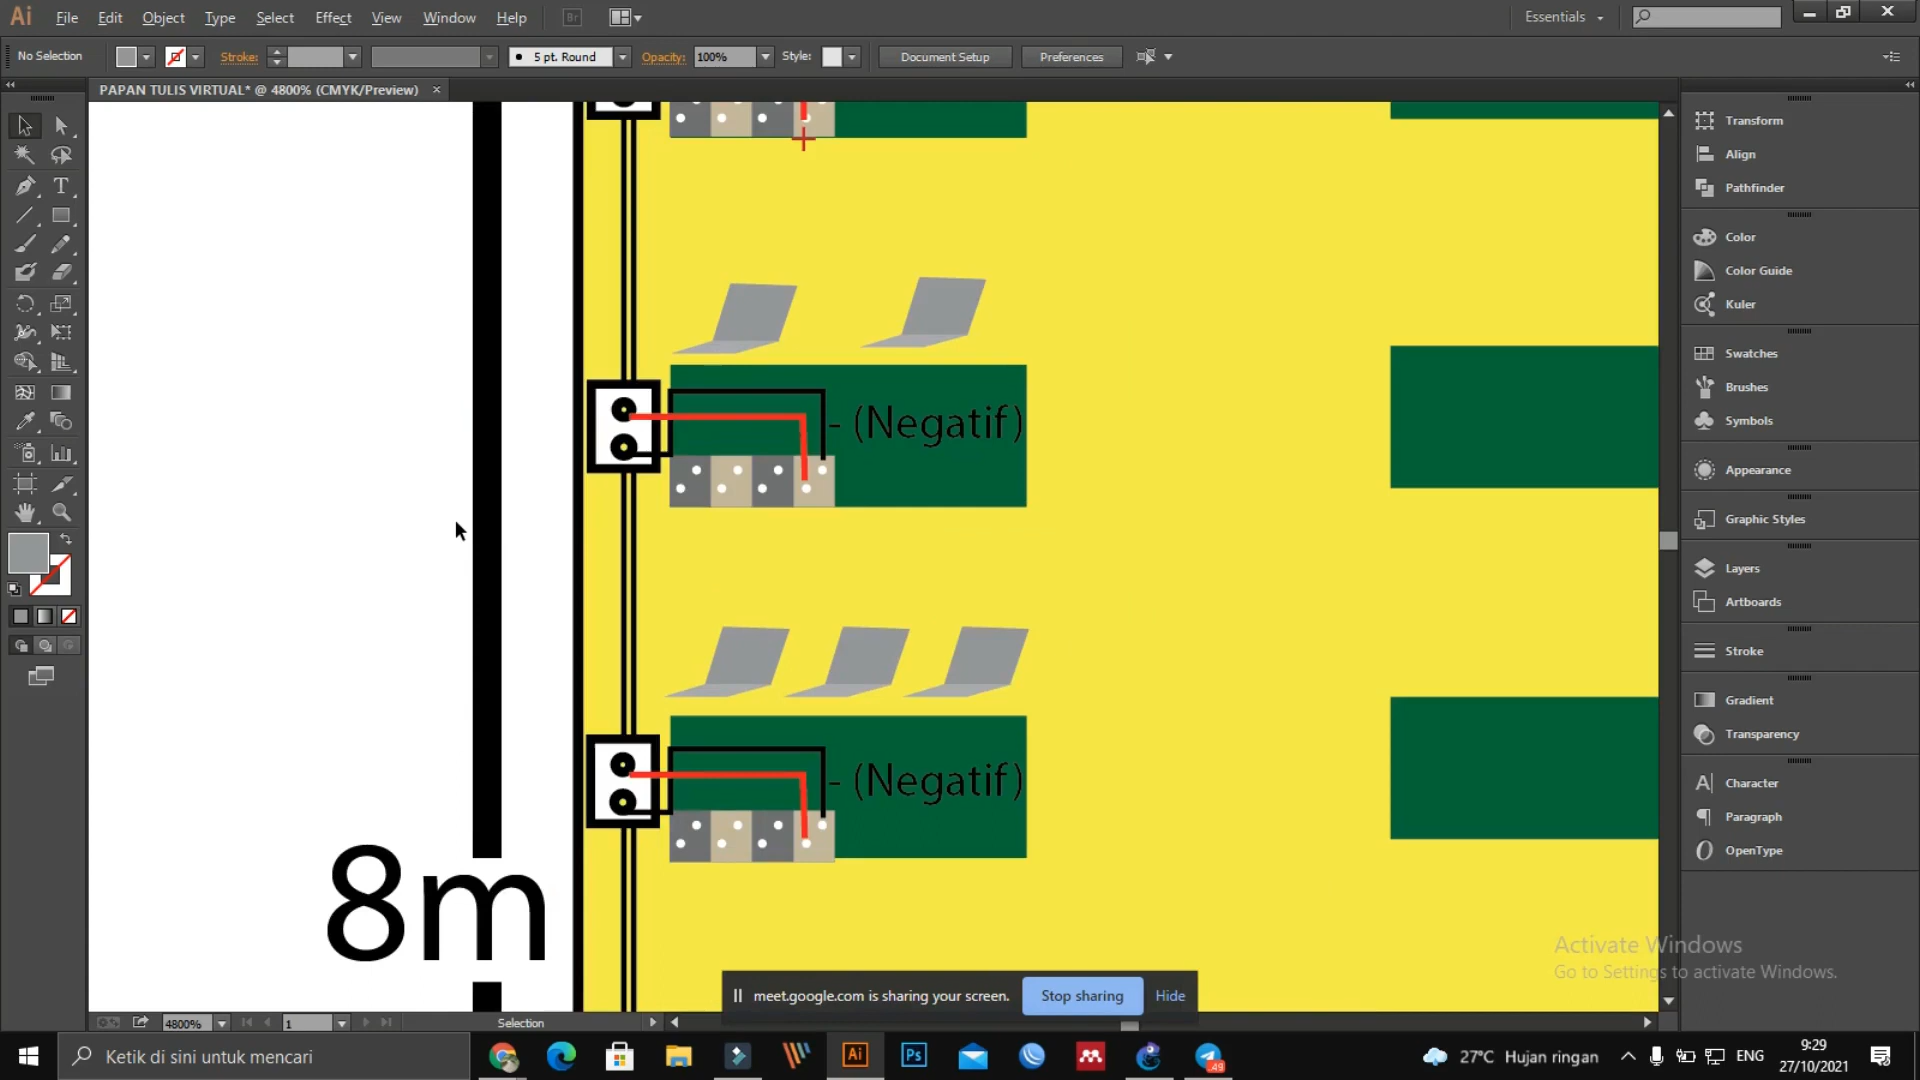 Ai File Edit Object Type Select Effect View Window Help Br Essentials
No Selection Stroke: 5 pt. Round Opacity: 100% Style: Document Setup Preferences
PAPAN TULIS VIRTUAL* @ 4800% (CMYK/Preview) ×
Transform
Align
Pathfinder
Color
Color Guide
Kuler
Swatches
Brushes
Symbols
Appearance
Graphic Styles
Layers
Artboards
Stroke
Gradient
Transparency
Character
Paragraph
OpenType
- (Negatif)
- (Negatif)
8m
Activate Windows
Go to Settings to activate Windows.
meet.google.com is sharing your screen. Stop sharing Hide
4800% 1 Selection
Ketik di sini untuk mencari
Ai Ps 49
27°C Hujan ringan ENG 9:29
27/10/2021